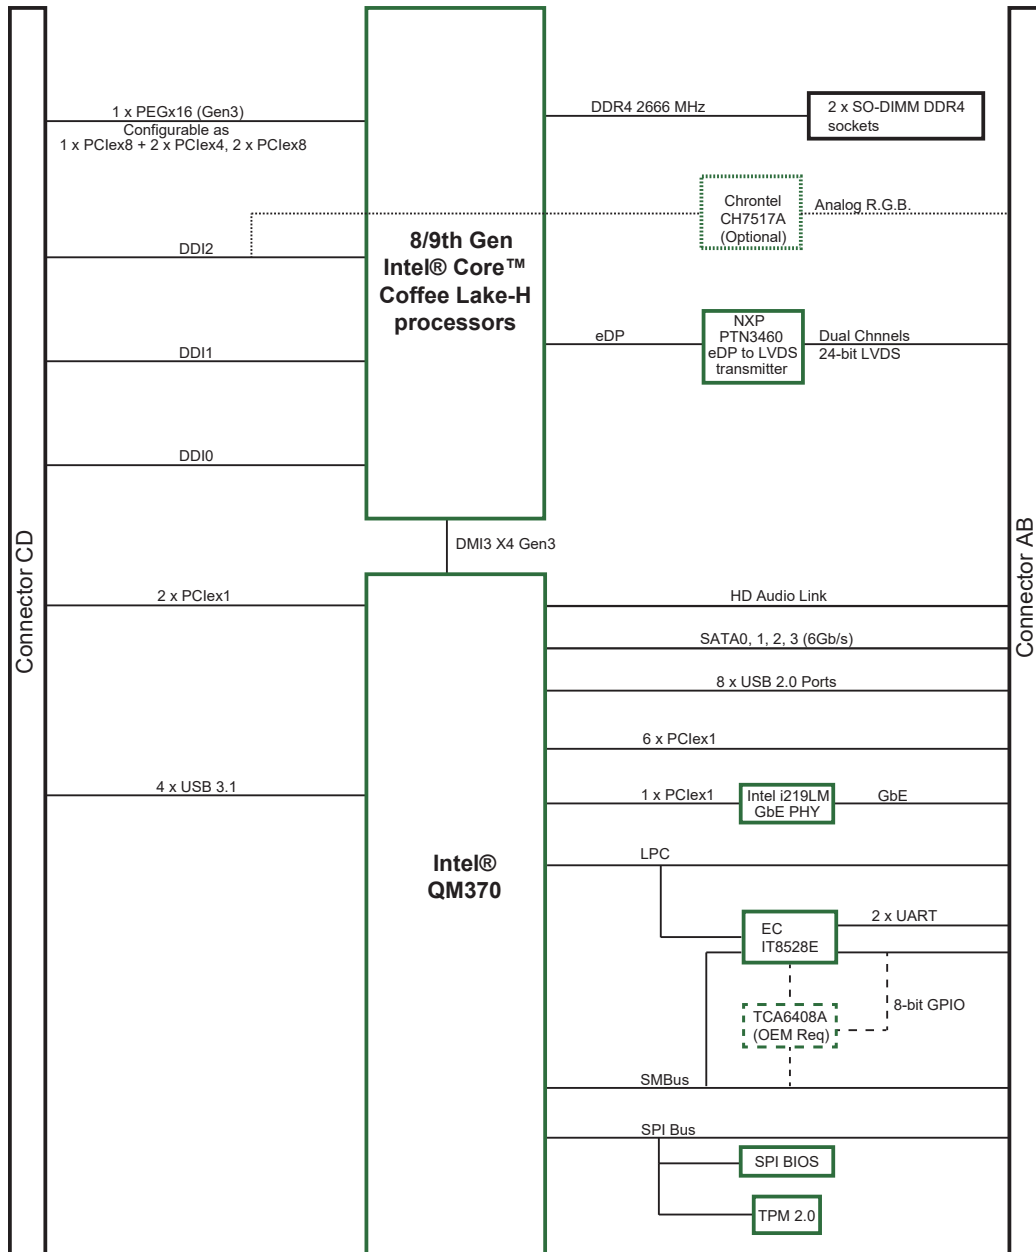 1 x PEGx16 (Gen3)
Configurable as
1 x PCIex8 + 2 x PCIex4, 2 x PCIex8
DDR4 2666 MHz
2 x SO-DIMM DDR4
sockets
Chrontel
CH7517A
(Optional)
Analog R.G.B.
DDI2
8/9th Gen
Intel® Core™
Coffee Lake-H
processors
eDP
NXP
PTN3460
eDP to LVDS
transmitter
Dual Chnnels
24-bit LVDS
DDI1
DDI0
DMI3 X4 Gen3
Connector CD
Connector AB
2 x PCIex1
HD Audio Link
SATA0, 1, 2, 3 (6Gb/s)
8 x USB 2.0 Ports
6 x PCIex1
4 x USB 3.1
1 x PCIex1
Intel i219LM
GbE PHY
GbE
Intel®
QM370
LPC
EC
IT8528E
2 x UART
TCA6408A
(OEM Req)
8-bit GPIO
SMBus
SPI Bus
SPI BIOS
TPM 2.0